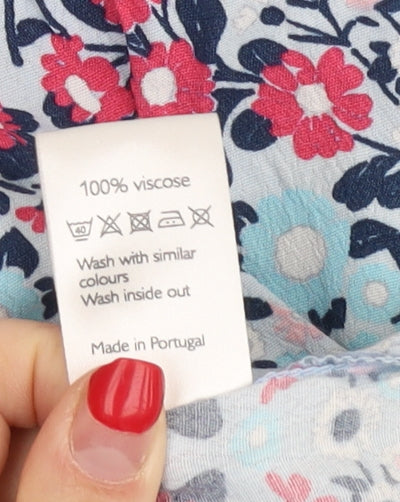 100% viscose
40
Wash with similar
colours
Wash inside out
Made in Portugal